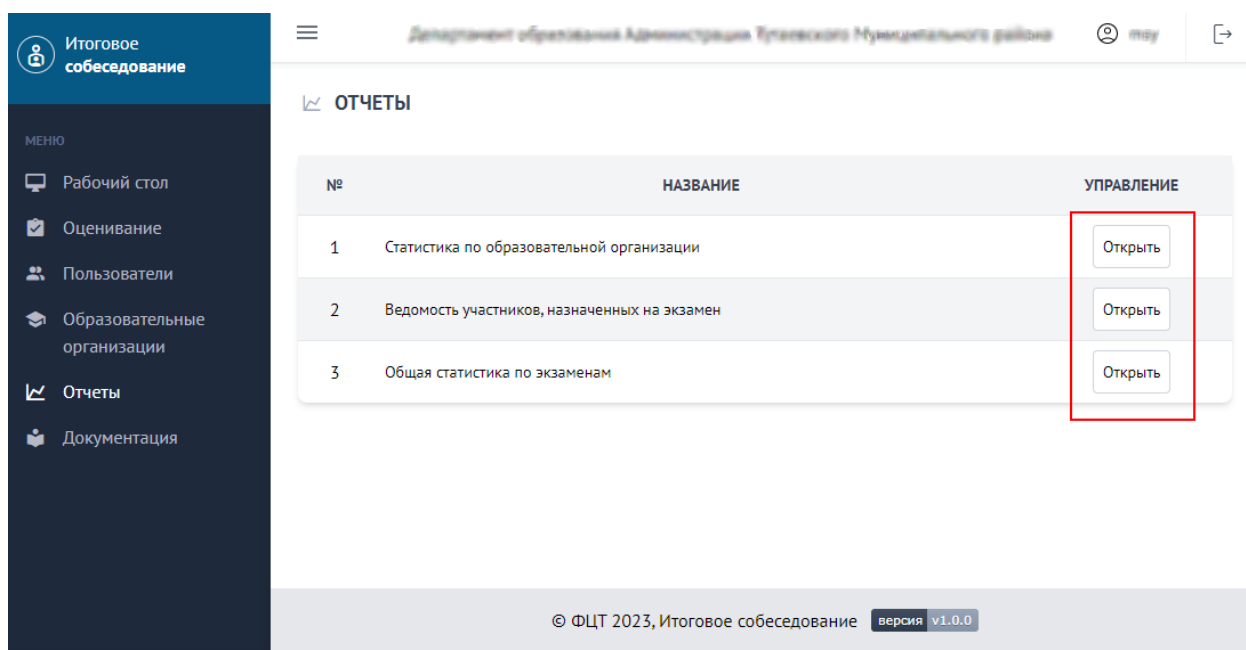 Итоговое
собеседование
МЕНЮ
Рабочий стол
Оценивание
Пользователи
Образовательные
организации
Отчеты
Документация
ОТЧЕТЫ
№ НАЗВАНИЕ УПРАВЛЕНИЕ
1 Статистика по образовательной организации Открыть
2 Ведомость участников, назначенных на экзамен Открыть
3 Общая статистика по экзаменам Открыть
© ФЦТ 2023, Итоговое собеседование версия v1.0.0